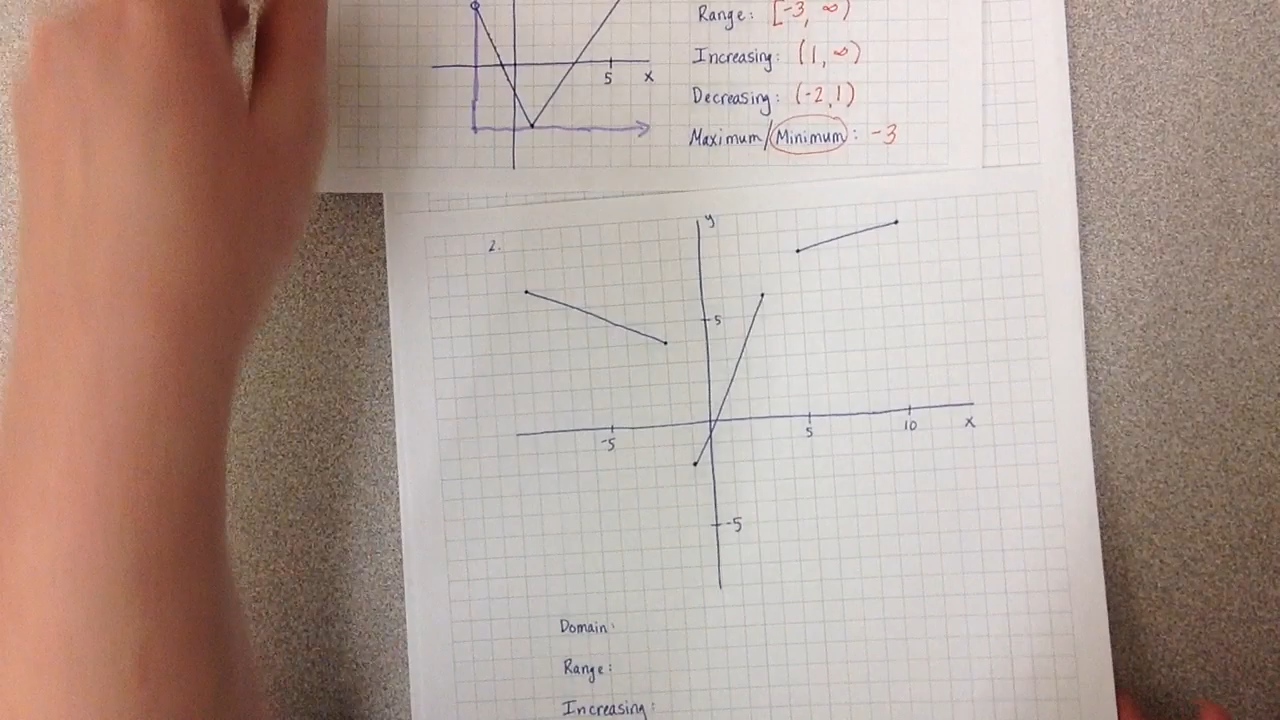 Range: [-3, ∞)
5 x
Increasing: (1, ∞)
Decreasing: (-2,1)
Maximum/Minimum: -3
2.
y
5
-5 5 10 x
-5
Domain:
Range:
Increasing: